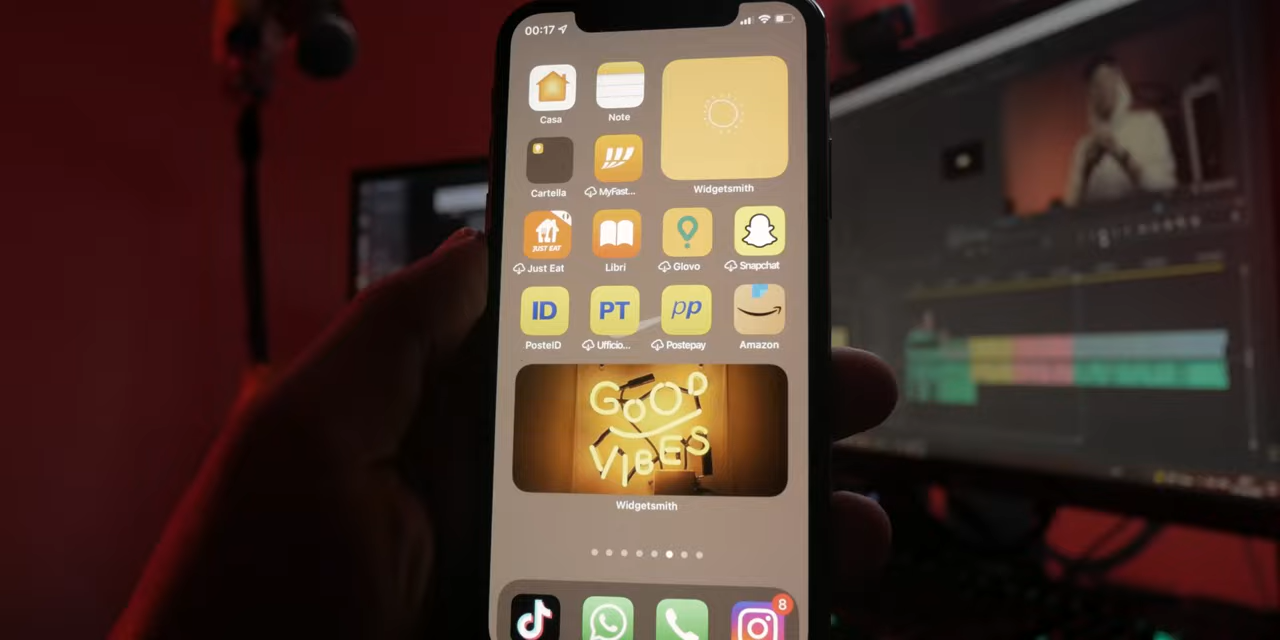 00:17
Casa
Note
Cartella
MyFast...
Widgetsmith
JUST EAT
Just Eat
Libri
Glovo
Snapchat
ID
PT
pp
PosteID
Ufficio...
Postepay
Amazon
GOOD
VIBES
Widgetsmith
8